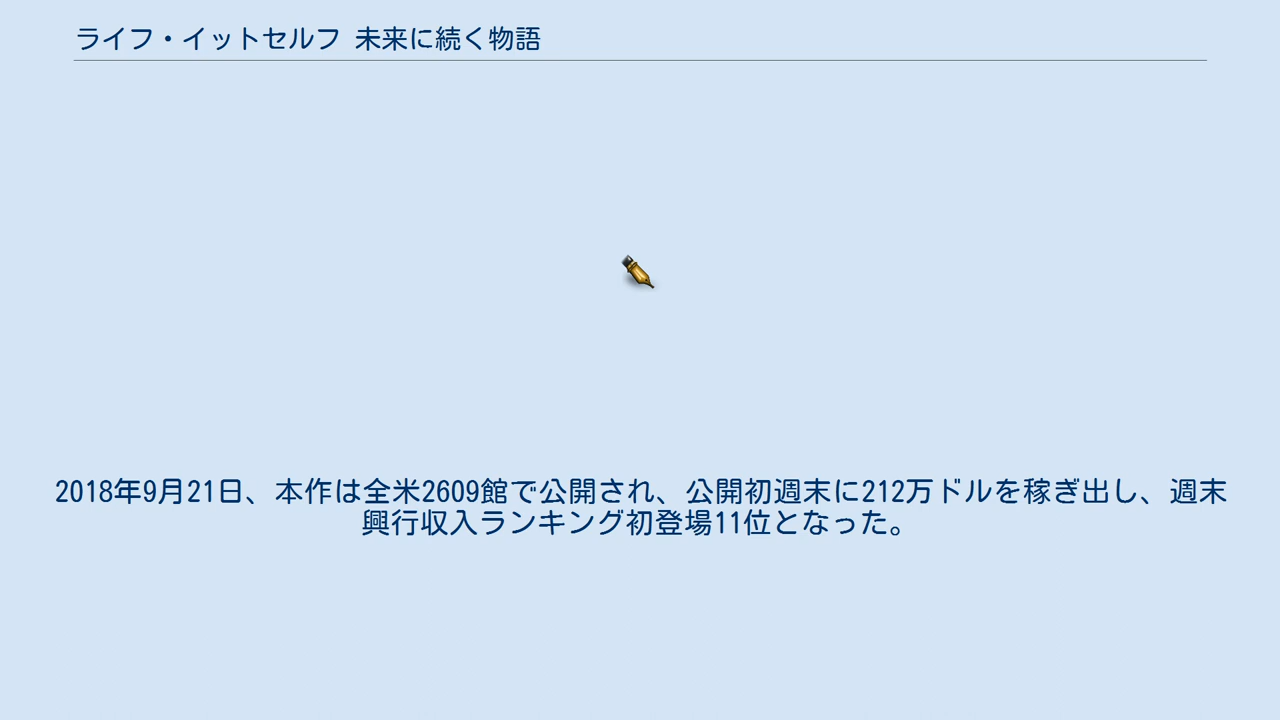 ライフ・イットセルフ 未来に続く物語
2018年9月21日、本作は全米2609館で公開され、公開初週末に212万ドルを稼ぎ出し、週末
興行収入ランキング初登場11位となった。